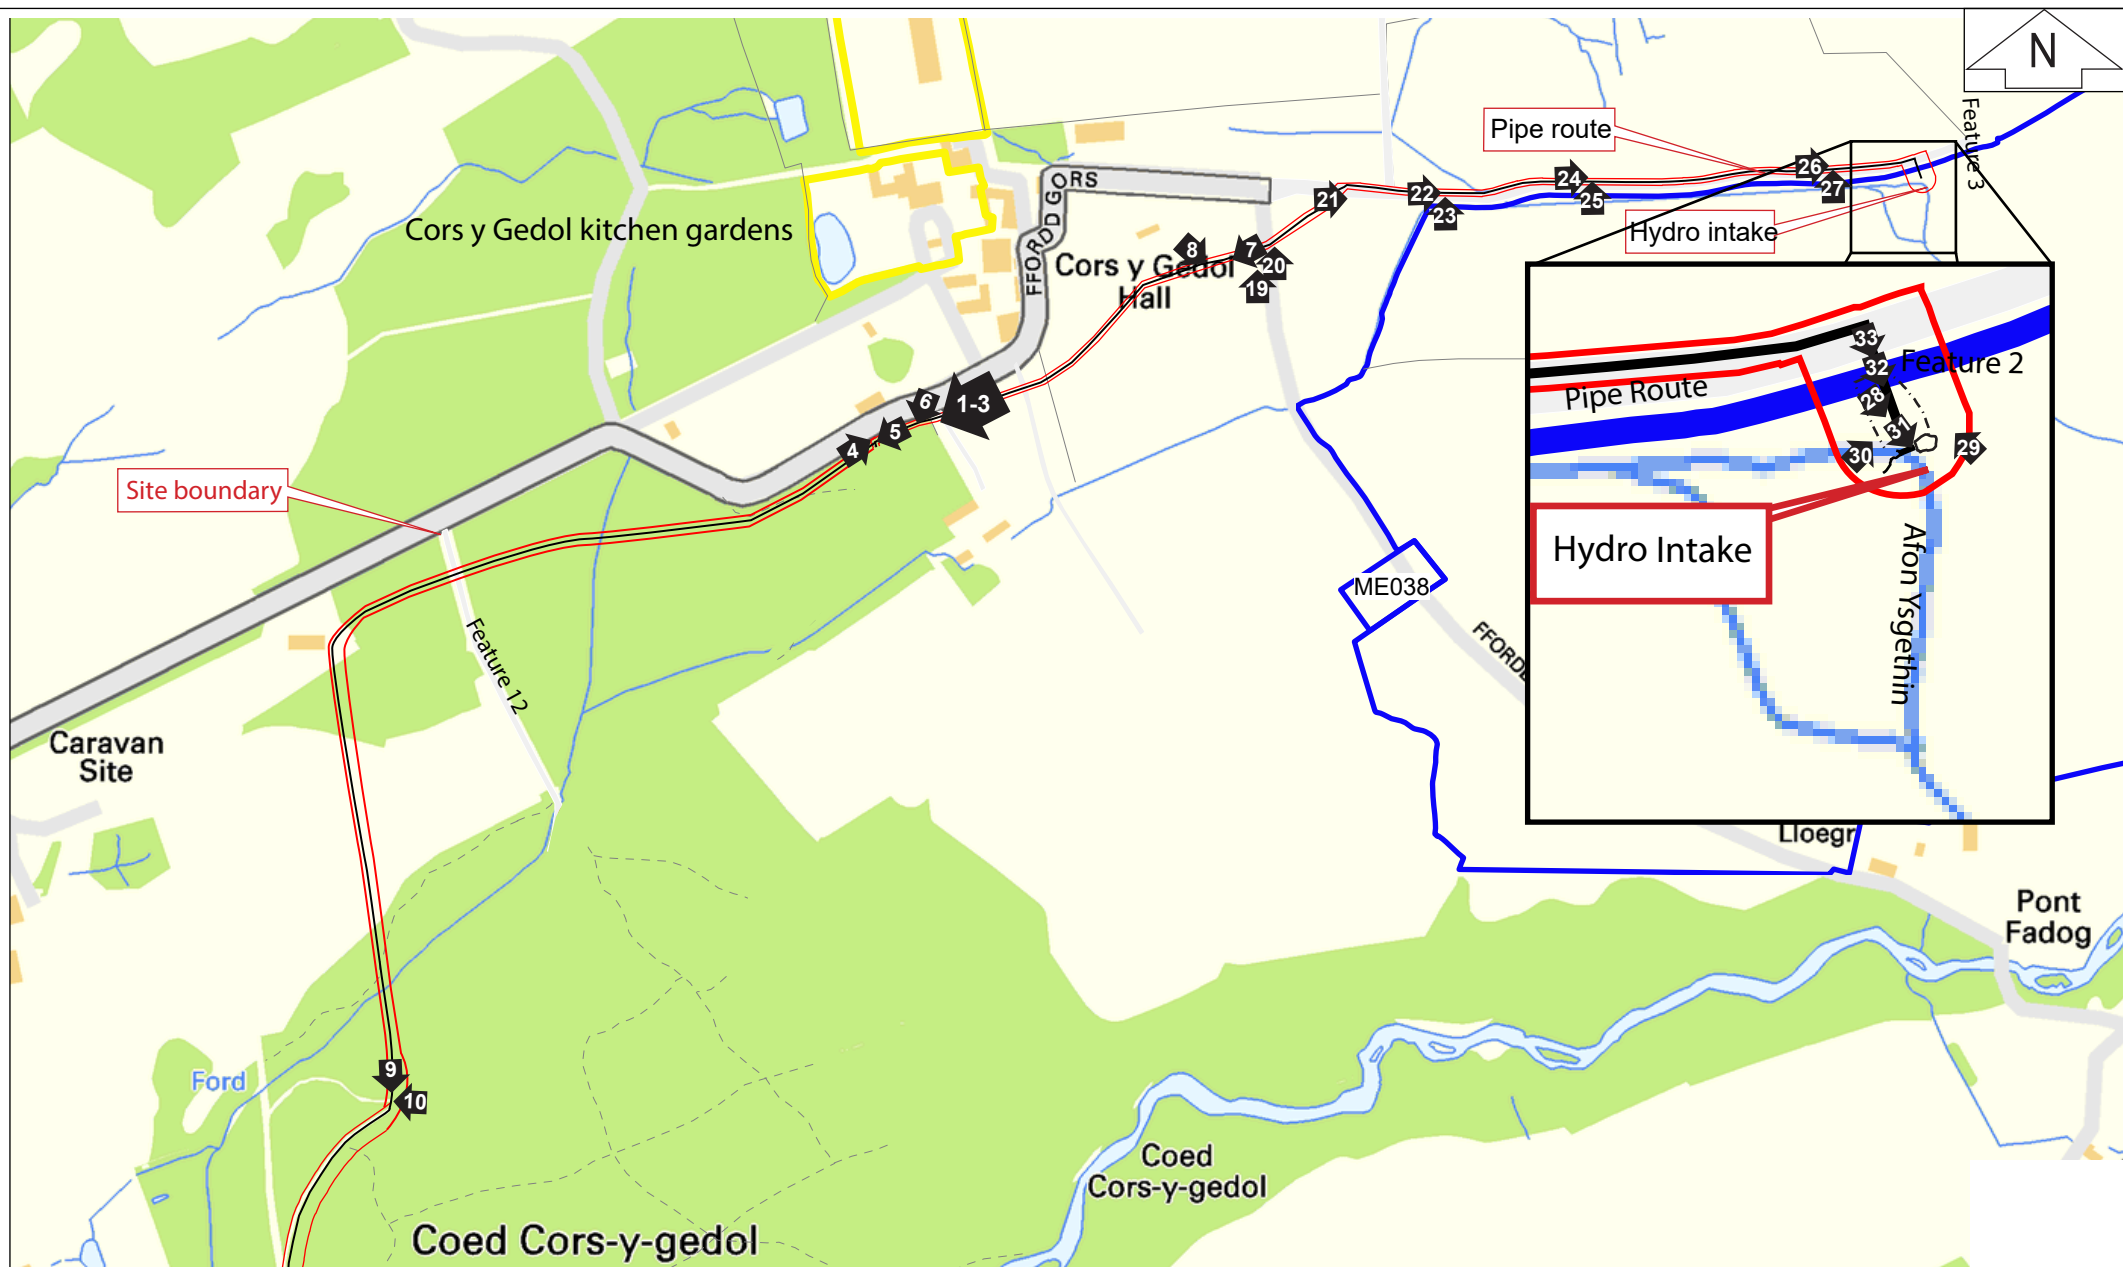 N
Feature 3
Pipe route
26
24
27
22
25
21
23
FFORDD GORS
Cors y Gedol kitchen gardens
Hydro intake
8
7
Cors y Gedol
Hall
20
19
33
32
Feature 2
Pipe Route
28
31
29
30
6
1-3
5
4
Site boundary
Hydro Intake
Afon Ysgethin
ME038
Feature 12
Caravan
Site
Lloegr
Pont
Fadog
9
10
Ford
Coed
Cors-y-gedol
Coed Cors-y-gedol